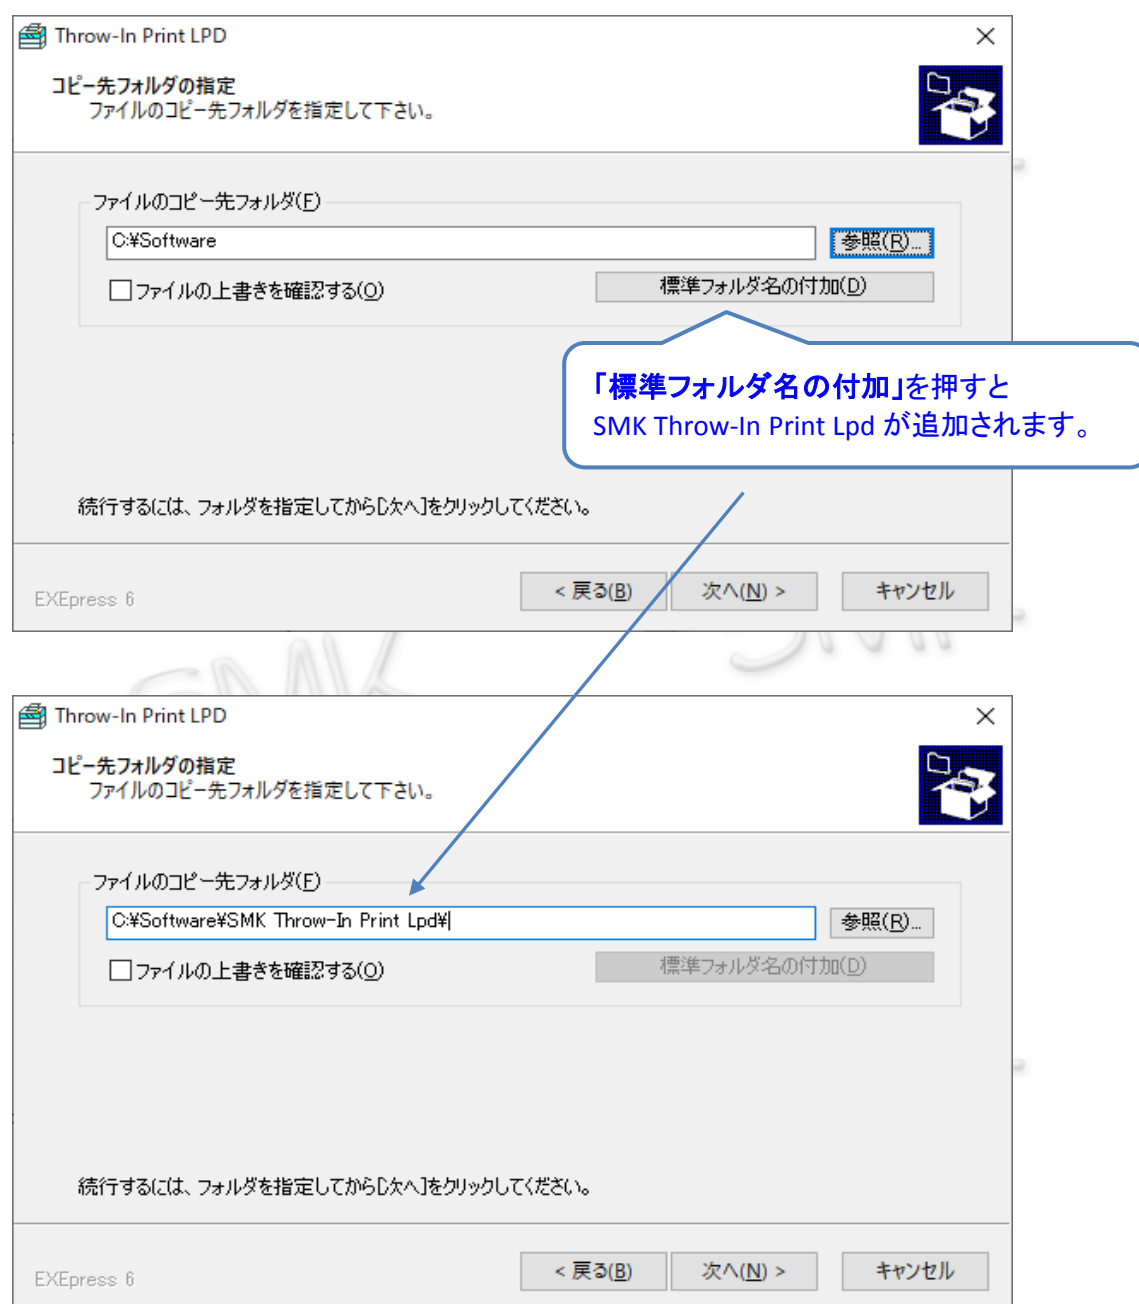 Throw-In Print LPD
コピー先フォルダの指定
ファイルのコピー先フォルダを指定して下さい。
ファイルのコピー先フォルダ(F)
C:¥Software
参照(R)...
ファイルの上書きを確認する(O)
標準フォルダ名の付加(D)
「標準フォルダ名の付加」を押すと
SMK Throw-In Print Lpd が追加されます。
続行するには、フォルダを指定してから[次へ]をクリックしてください。
EXEpress 6
< 戻る(B)
次へ(N) >
キャンセル
SMK
SMK
Throw-In Print LPD
コピー先フォルダの指定
ファイルのコピー先フォルダを指定して下さい。
ファイルのコピー先フォルダ(F)
C:¥Software¥SMK Throw-In Print Lpd¥
参照(R)...
ファイルの上書きを確認する(O)
標準フォルダ名の付加(D)
続行するには、フォルダを指定してから[次へ]をクリックしてください。
EXEpress 6
< 戻る(B)
次へ(N) >
キャンセル